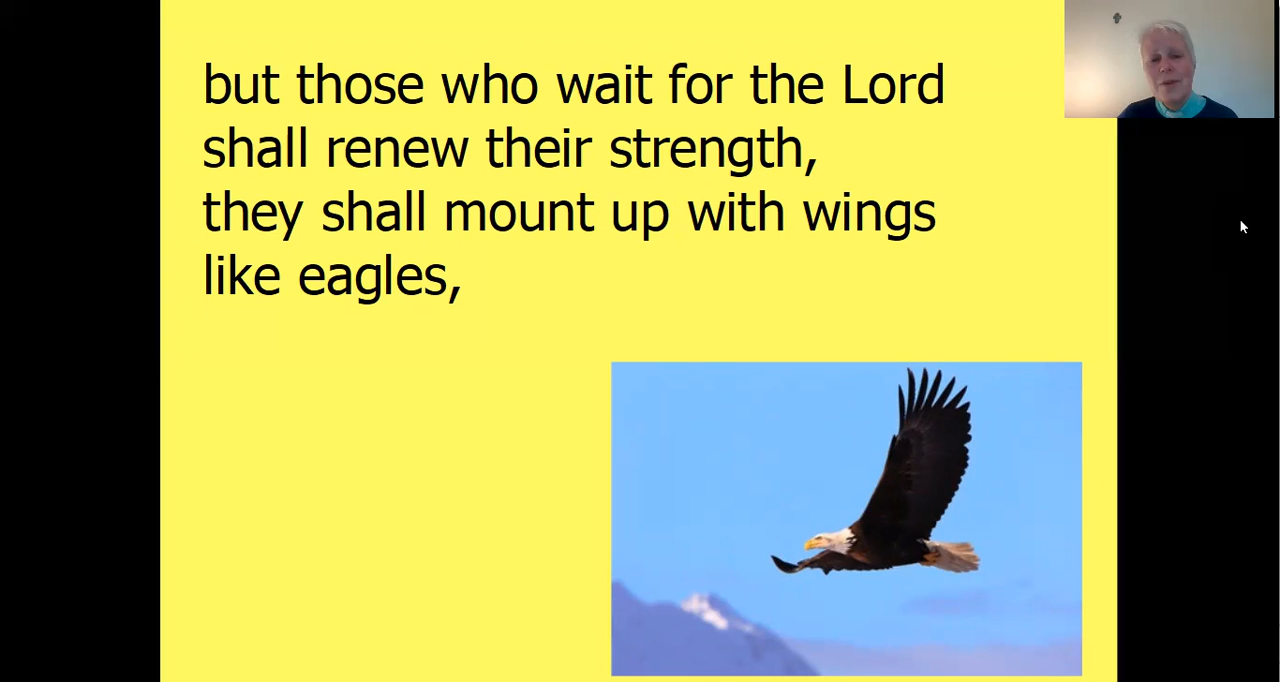 but those who wait for the Lord
shall renew their strength,
they shall mount up with wings
like eagles,